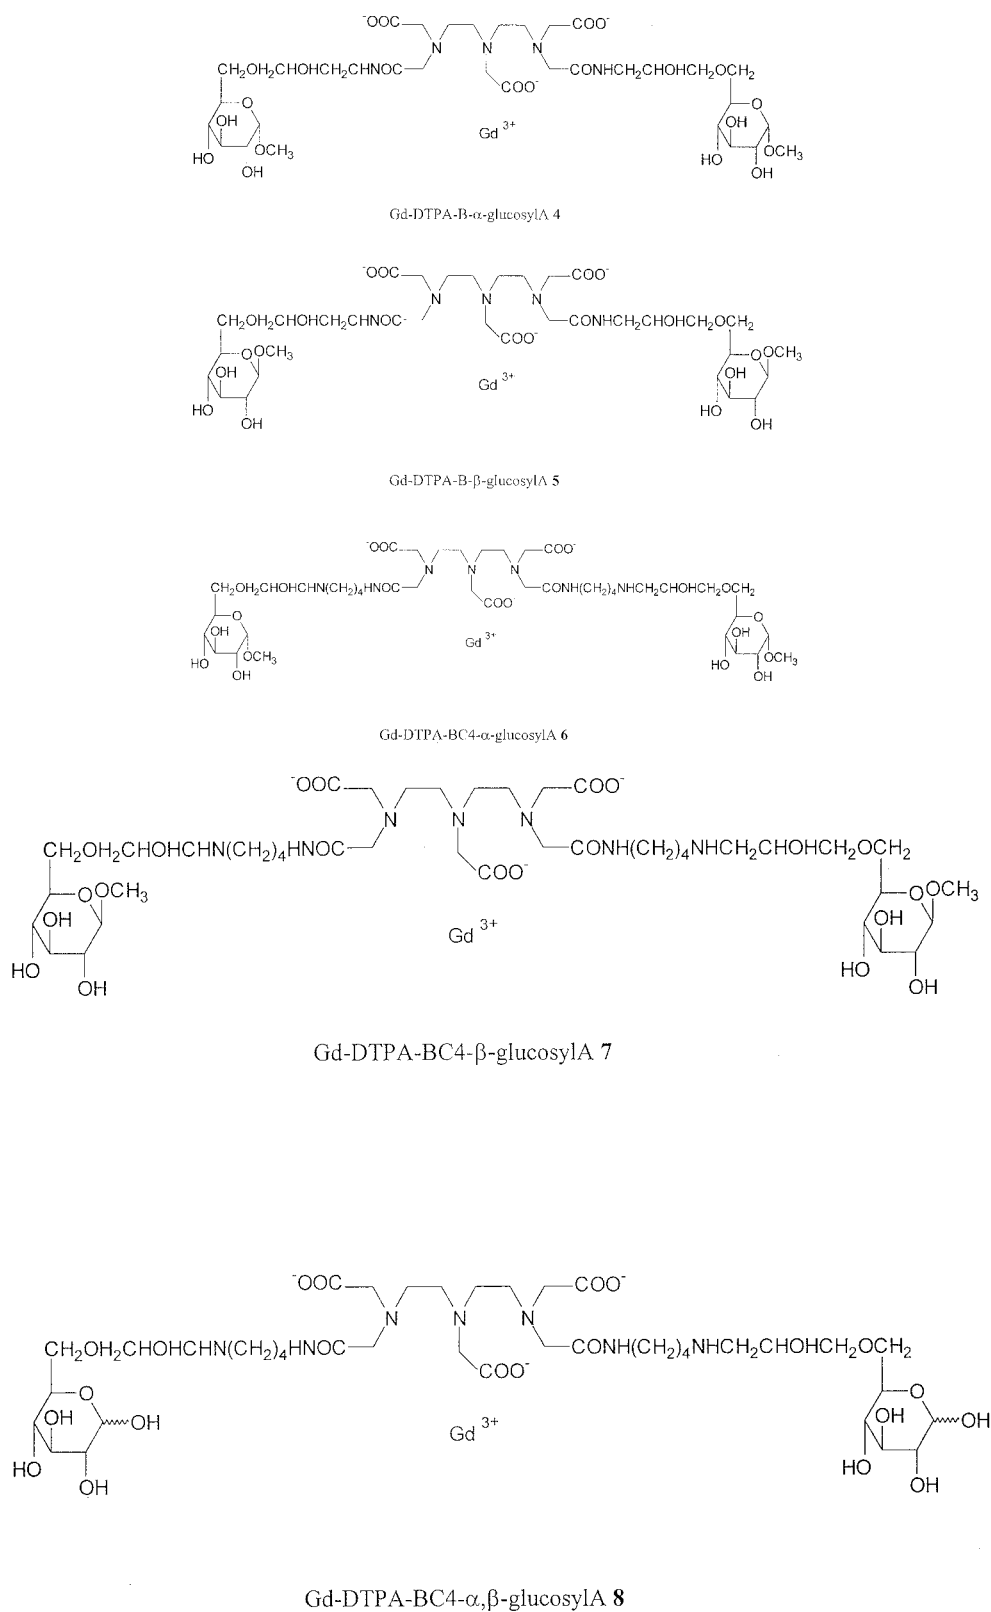 ⁻OOC COO⁻
N N N
CH₂OH₂CHOHCH₂CHNOC CONHCH₂CHOHCH₂OCH₂
COO⁻
O O
OH OH
Gd ³⁺
OCH₃ OCH₃
HO HO
OH OH
Gd-DTPA-B-α-glucosylA 4
⁻OOC COO⁻
N N N
CH₂OH₂CHOHCH₂CHNOC CONHCH₂CHOHCH₂OCH₂
COO⁻
OOCH₃ OOCH₃
OH OH
Gd ³⁺
HO HO
OH OH
Gd-DTPA-B-β-glucosylA 5
⁻OOC COO⁻
N N N
CH₂OH₂CHOHCHN(CH₂)₄HNOC CONH(CH₂)₄NHCH₂CHOHCH₂OCH₂
COO⁻
O O
OH OH
Gd ³⁺
OCH₃ OCH₃
HO HO
OH OH
Gd-DTPA-BC4-α-glucosylA 6
⁻OOC COO⁻
N N N
CH₂OH₂CHOHCHN(CH₂)₄HNOC CONH(CH₂)₄NHCH₂CHOHCH₂OCH₂
COO⁻
OOCH₃ OOCH₃
OH OH
Gd ³⁺
HO HO
OH OH
Gd-DTPA-BC4-β-glucosylA 7
⁻OOC COO⁻
N N N
CH₂OH₂CHOHCHN(CH₂)₄HNOC CONH(CH₂)₄NHCH₂CHOHCH₂OCH₂
COO⁻
O O
OH OH OH OH
Gd ³⁺
HO HO
OH OH
Gd-DTPA-BC4-α,β-glucosylA 8